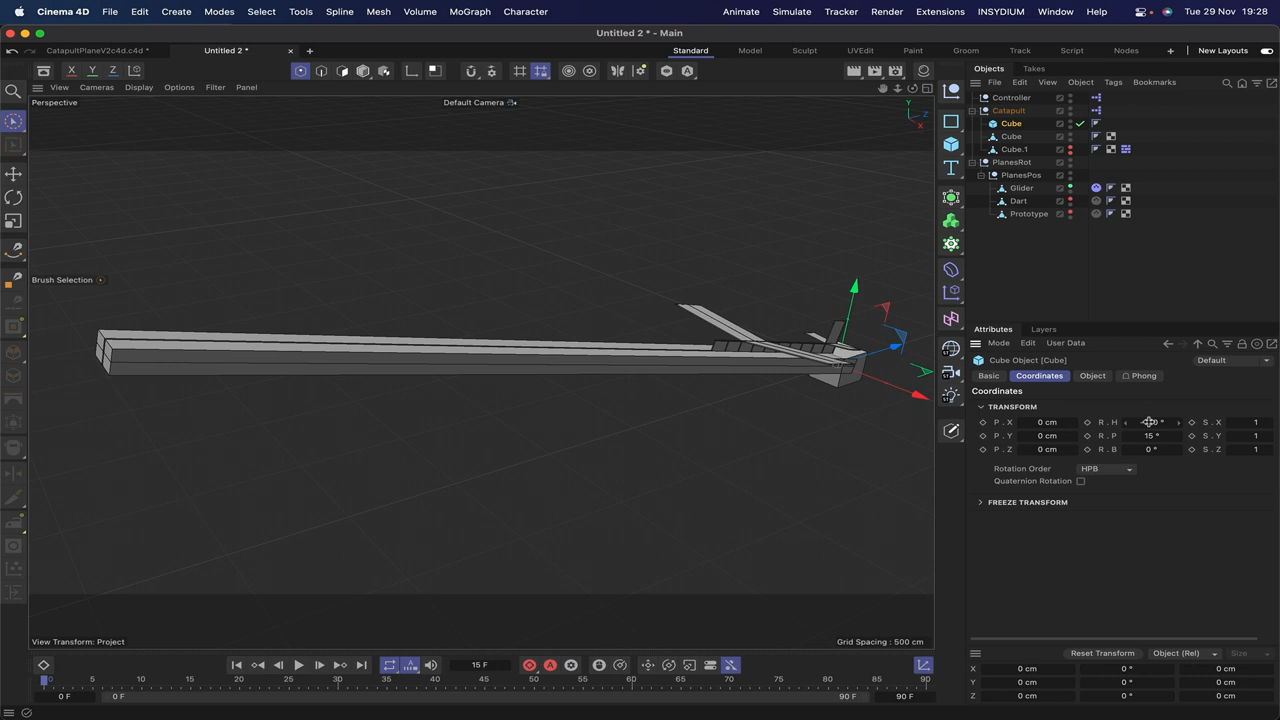 Cinema 4D File Edit Create Modes Select Tools Spline Mesh Volume MoGraph Character Animate Simulate Tracker Render Extensions INSYDIUM Window Help Tue 29 Nov 19:28
Untitled 2 * - Main
CatapultPlaneV2c4d.c4d * Untitled 2 * Standard Model Sculpt UVEdit Paint Groom Track Script Nodes New Layouts
X Y Z
Objects Takes
View Cameras Display Options Filter Panel
File Edit View Object Tags Bookmarks
Perspective Default Camera
Controller
Catapult
Cube
Cube
Cube.1
PlanesRot
PlanesPos
Glider
Dart
Prototype
Y
Z
X
Brush Selection
Attributes Layers
Mode Edit User Data
Cube Object [Cube] Default
Basic Coordinates Object Phong
Coordinates
TRANSFORM
P . X 0 cm R . H S . X 1
P . Y 0 cm R . P 15 ° S . Y 1
P . Z 0 cm R . B 0 ° S . Z 1
Rotation Order HPB
Quaternion Rotation
FREEZE TRANSFORM
View Transform: Project Grid Spacing : 500 cm
Reset Transform Object (Rel) Size
15 F
X 0 cm 0 ° 0 cm
0 5 10 15 20 25 30 35 40 45 50 55 60 65 70 75 80 85 90
Y 0 cm 0 ° 0 cm
0 F 0 F 90 F 90 F
Z 0 cm 0 ° 0 cm